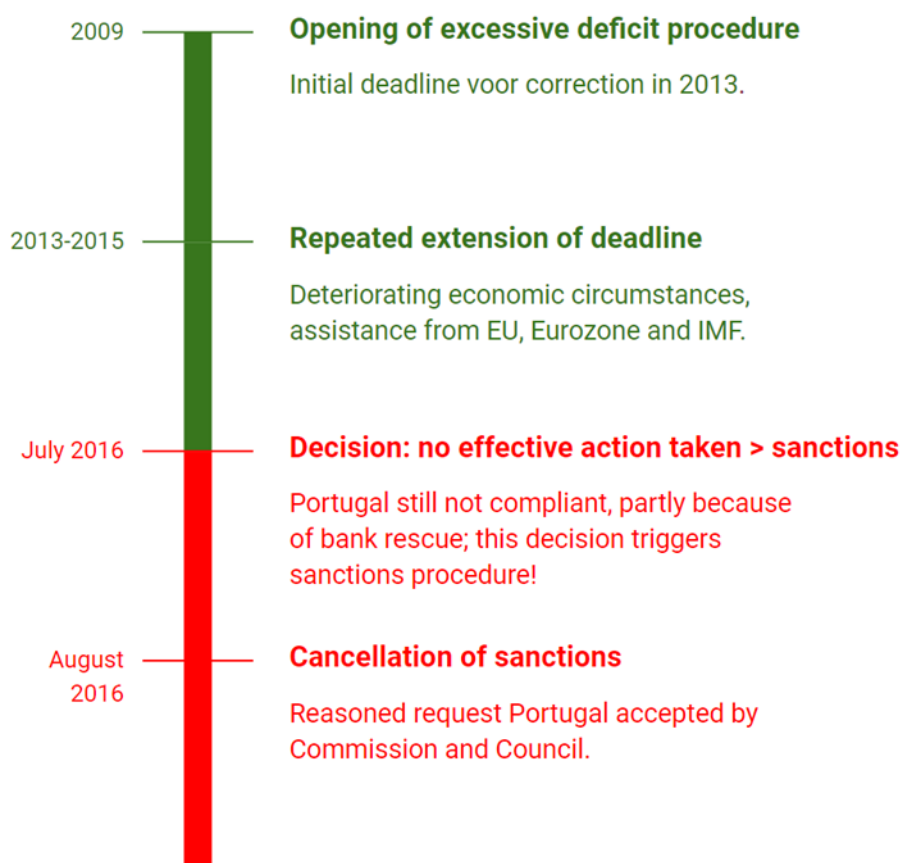 2009
Opening of excessive deficit procedure
Initial deadline voor correction in 2013.
2013-2015
Repeated extension of deadline
Deteriorating economic circumstances,
assistance from EU, Eurozone and IMF.
July 2016
Decision: no effective action taken > sanctions
Portugal still not compliant, partly because
of bank rescue; this decision triggers
sanctions procedure!
August
2016
Cancellation of sanctions
Reasoned request Portugal accepted by
Commission and Council.